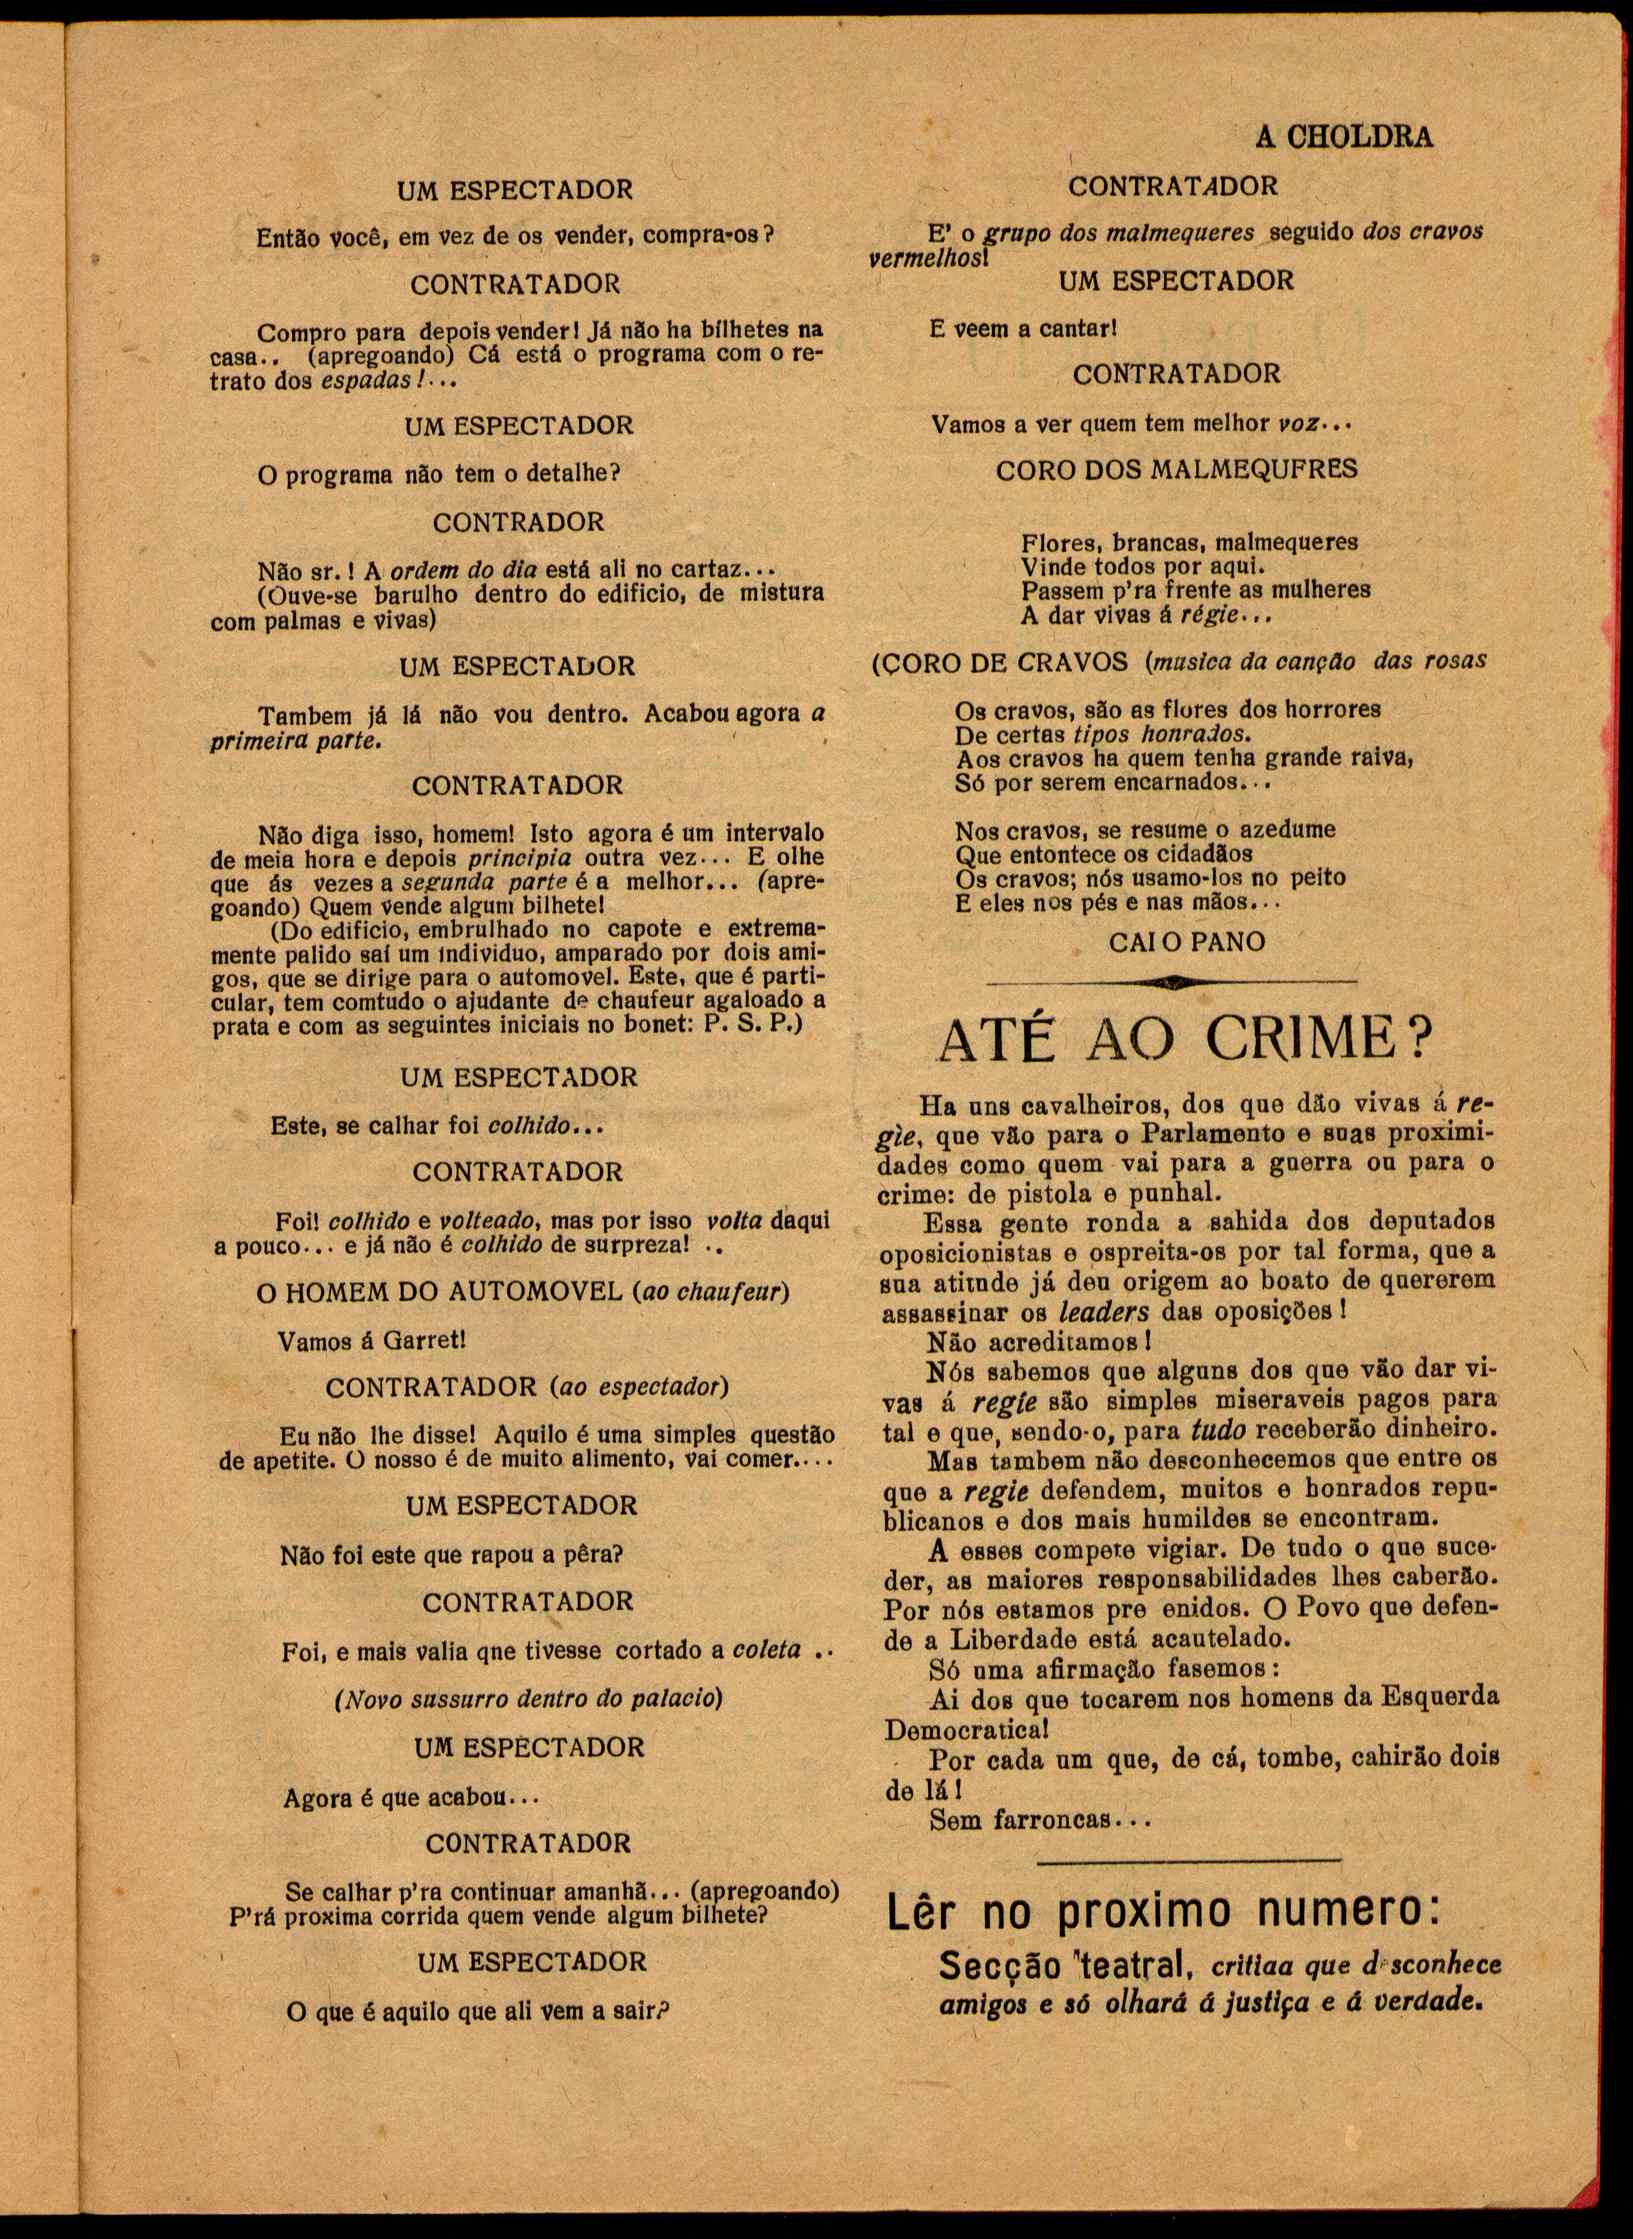 A CHOLDRA
UM ESPECTADOR
Então você, em vez de os vender, compra-os?
CONTRATADOR
Compro para depois vender! Já não ha bilhetes na
casa.. (apregoando) Cá está o programa com o re-
trato dos espadas!...
UM ESPECTADOR
O programa não tem o detalhe?
CONTRADOR
Não sr.! A ordem do dia está ali no cartaz...
(Ouve-se barulho dentro do edificio, de mistura
com palmas e vivas)
UM ESPECTADOR
Tambem já lá não vou dentro. Acabou agora a
primeira parte.
CONTRATADOR
Não diga isso, homem! Isto agora é um intervalo
de meia hora e depois principia outra vez... E olhe
que ás vezes a segunda parte é a melhor... (apre-
goando) Quem vende algum bilhete!
(Do edificio, embrulhado no capote e extrema-
mente palido sai um individuo, amparado por dois ami-
gos, que se dirige para o automovel. Este, que é parti-
cular, tem comtudo o ajudante de chaufeur agaloado a
prata e com as seguintes iniciais no bonet: P. S. P.)
UM ESPECTADOR
Este, se calhar foi colhido...
CONTRATADOR
Foi! colhido e volteado, mas por isso volta daqui
a pouco... e já não é colhido de surpreza! ..
O HOMEM DO AUTOMOVEL (ao chaufeur)
Vamos á Garret!
CONTRATADOR (ao espectador)
Eu não lhe disse! Aquilo é uma simples questão
de apetite. O nosso é de muito alimento, vai comer....
UM ESPECTADOR
Não foi este que rapou a pêra?
CONTRATADOR
Foi, e mais valia qne tivesse cortado a coleta ..
(Novo sussurro dentro do palacio)
UM ESPECTADOR
Agora é que acabou...
CONTRATADOR
Se calhar p'ra continuar amanhã... (apregoando)
P'rá proxima corrida quem vende algum bilhete?
UM ESPECTADOR
O que é aquilo que ali vem a sair?
CONTRATADOR
E' o grupo dos malmequeres seguido dos cravos
vermelhos!
UM ESPECTADOR
E veem a cantar!
CONTRATADOR
Vamos a ver quem tem melhor voz...
CORO DOS MALMEQUFRES
Flores, brancas, malmequeres
Vinde todos por aqui.
Passem p'ra frente as mulheres
A dar vivas á régie...
(CORO DE CRAVOS (musica da canção das rosas
Os cravos, são as flores dos horrores
De certas tipos honrados.
Aos cravos ha quem tenha grande raiva,
Só por serem encarnados...
Nos cravos, se resume o azedume
Que entontece os cidadãos
Os cravos; nós usamo-los no peito
E eles nos pés e nas mãos...
CAI O PANO
ATÉ AO CRIME?
Ha uns cavalheiros, dos que dão vivas á re-
gie, que vão para o Parlamento e suas proximi-
dades como quem vai para a guerra ou para o
crime: de pistola e punhal.
Essa gente ronda a sahida dos deputados
oposicionistas e espreita-os por tal forma, que a
sua atitude já deu origem ao boato de quererem
assassinar os leaders das oposições!
Não acreditamos!
Nós sabemos que alguns dos que vão dar vi-
vas á regie são simples miseraveis pagos para
tal e que, sendo-o, para tudo receberão dinheiro.
Mas tambem não desconhecemos que entre os
que a regie defendem, muitos e honrados repu-
blicanos e dos mais humildes se encontram.
A esses compete vigiar. De tudo o que suce-
der, as maiores responsabilidades lhes caberão.
Por nós estamos pre enidos. O Povo que defen-
de a Liberdade está acautelado.
Só uma afirmação fasemos:
Ai dos que tocarem nos homens da Esquerda
Democratica!
Por cada um que, de cá, tombe, cahirão dois
de lá!
Sem farroncas...
Lêr no proximo numero:
Secção teatral, critiaa que d sconhece
amigos e só olhará á justiça e á verdade.